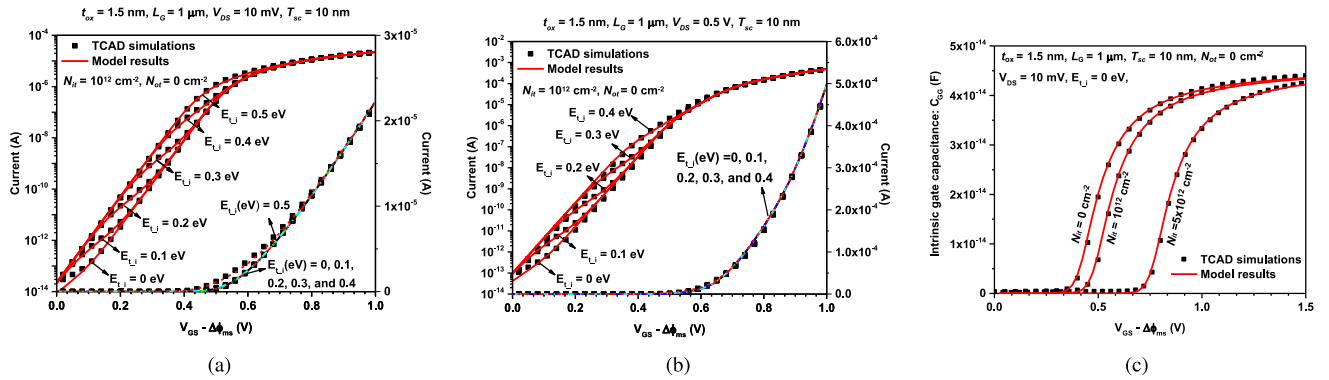 t_ox = 1.5 nm, L_G = 1 μm, V_DS = 10 mV, T_sc = 10 nm
10⁻⁴
10⁻⁶
10⁻⁸
10⁻¹⁰
10⁻¹²
10⁻¹⁴
Current (A)
TCAD simulations
Model results
N_it = 10¹² cm⁻², N_ot = 0 cm⁻²
E_t_i = 0.5 eV
E_t_i = 0.4 eV
E_t_i = 0.3 eV
E_t_i = 0.2 eV
E_t_i = 0.1 eV
E_t_i = 0 eV
E_t_i(eV) = 0.5
E_t_i(eV) = 0, 0.1,
0.2, 0.3, and 0.4
3x10⁻⁵
2x10⁻⁵
1x10⁻⁵
0
Current (A)
0.0 0.2 0.4 0.6 0.8 1.0
V_GS - Δϕ_ms (V)
(a)
t_ox = 1.5 nm, L_G = 1 μm, V_DS = 0.5 V, T_sc = 10 nm
10⁻²
10⁻³
10⁻⁴
10⁻⁵
10⁻⁶
10⁻⁷
10⁻⁸
10⁻⁹
10⁻¹⁰
10⁻¹¹
10⁻¹²
10⁻¹³
10⁻¹⁴
Current (A)
TCAD simulations
Model results
N_it = 10¹² cm⁻², N_ot = 0 cm⁻²
E_t_i = 0.4 eV
E_t_i = 0.3 eV
E_t_i = 0.2 eV
E_t_i = 0.1 eV
E_t_i = 0 eV
E_t_i(eV) =0, 0.1,
0.2, 0.3, and 0.4
6.0x10⁻⁴
5.0x10⁻⁴
4.0x10⁻⁴
3.0x10⁻⁴
2.0x10⁻⁴
1.0x10⁻⁴
0.0
Current (A)
0.0 0.2 0.4 0.6 0.8 1.0
V_GS - Δϕ_ms (V)
(b)
5x10⁻¹⁴
4x10⁻¹⁴
3x10⁻¹⁴
2x10⁻¹⁴
1x10⁻¹⁴
0
Intrinsic gate capacitance: C_GG (F)
t_ox = 1.5 nm, L_G = 1 μm, T_sc = 10 nm, N_ot = 0 cm⁻²
V_DS = 10 mV, E_t_i = 0 eV,
N_it = 0 cm⁻²
N_it = 10¹² cm⁻²
N_it =5x10¹² cm⁻²
TCAD simulations
Model results
0.5 1.0 1.5
V_GS - Δϕ_ms (V)
(c)